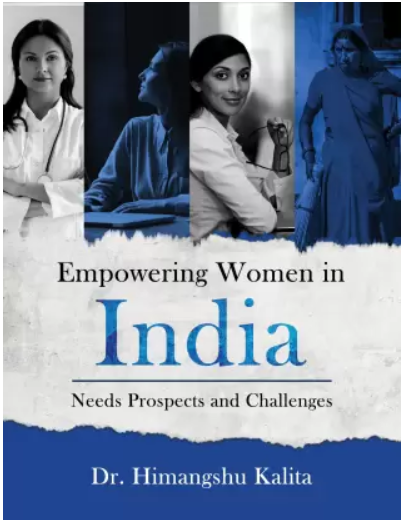 Empowering Women in
India
Needs Prospects and Challenges
Dr. Himangshu Kalita